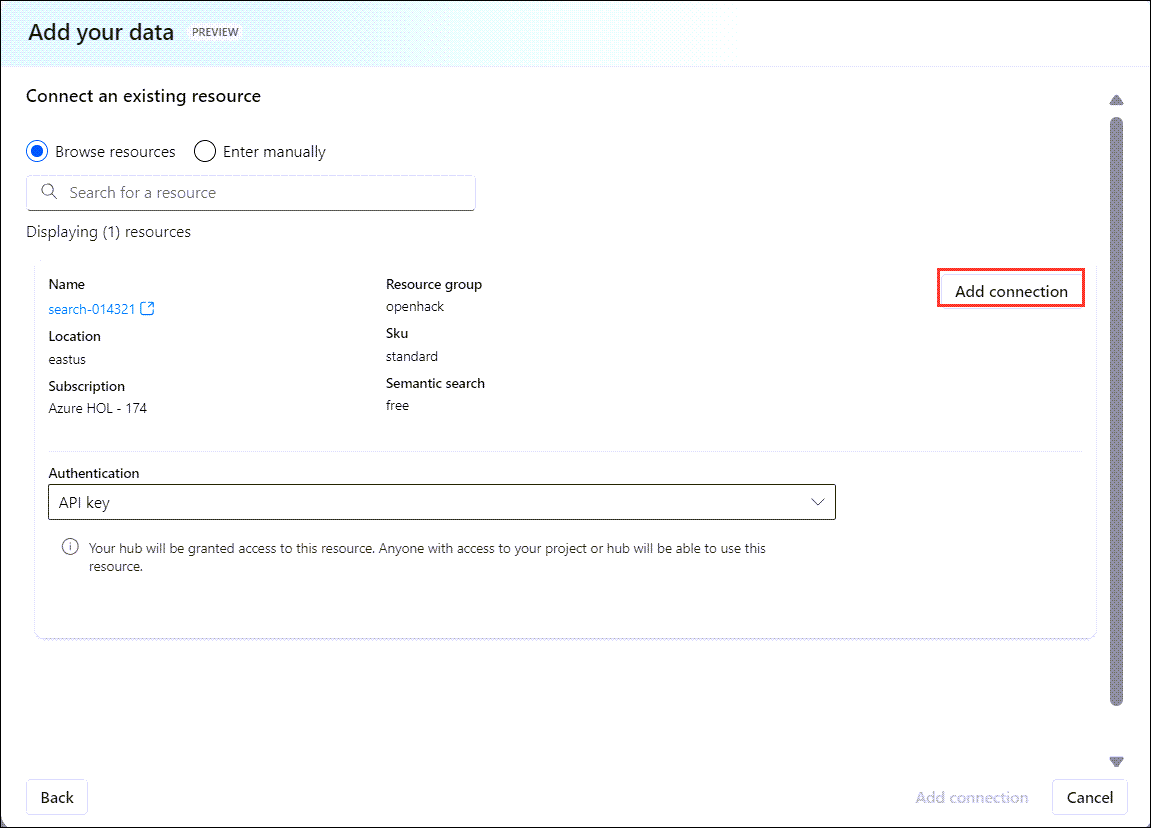 Add your data PREVIEW
Connect an existing resource
Browse resources Enter manually
Search for a resource
Displaying (1) resources
Name Resource group Add connection
search-014321 openhack
Location Sku
eastus standard
Subscription Semantic search
Azure HOL - 174 free
Authentication
API key
Your hub will be granted access to this resource. Anyone with access to your project or hub will be able to use this
resource.
Back Add connection Cancel